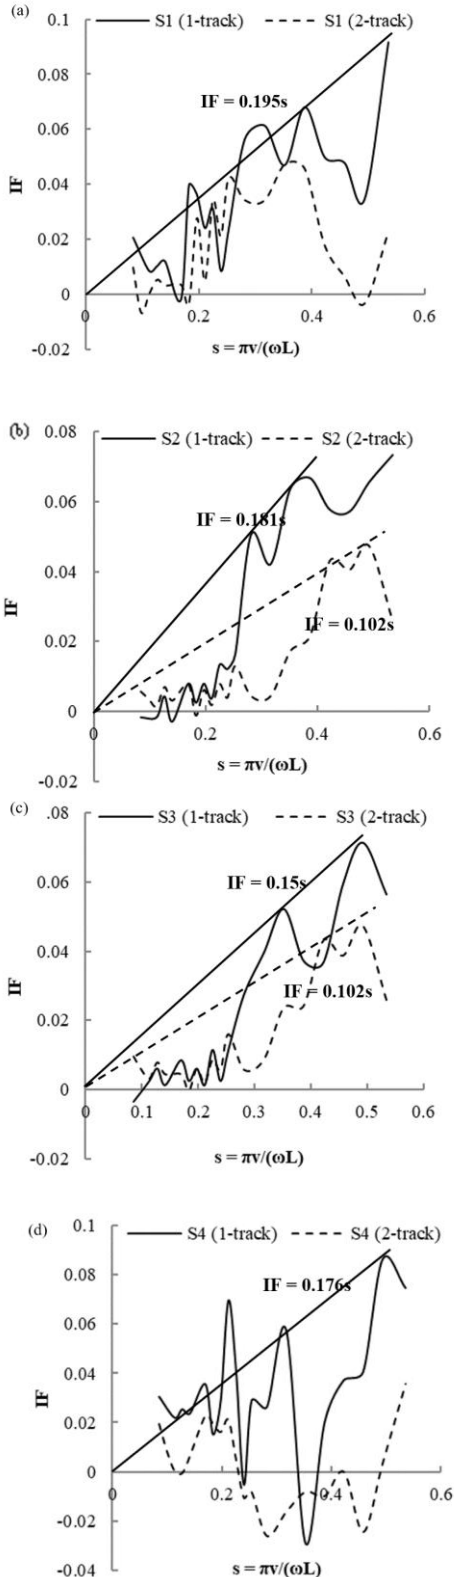 (a)
S1 (1-track) S1 (2-track)
0.1
0.08
IF = 0.195s
0.06
IF
0.04
0.02
0
0 0.2 0.4 0.6
-0.02
s = πv/(ωL)
(b)
0.08
S2 (1-track) S2 (2-track)
0.06
IF = 0.181s
0.04
IF
IF = 0.102s
0.02
0
0 0.2 0.4 0.6
s = πv/(ωL)
-0.02
(c)
.08
S3 (1-track) S3 (2-track)
0.06
IF = 0.15s
0.04
IF
IF = 0.102s
0.02
0
0 0.1 0.2 0.3 0.4 0.5 0.6
-0.02
s = πv/(ωL)
(d)
0.1
S4 (1-track) S4 (2-track)
0.08
IF = 0.176s
0.06
0.04
IF
0.02
0
0 0.2 0.4 0.6
-0.02
-0.04
s = πv/(ωL)